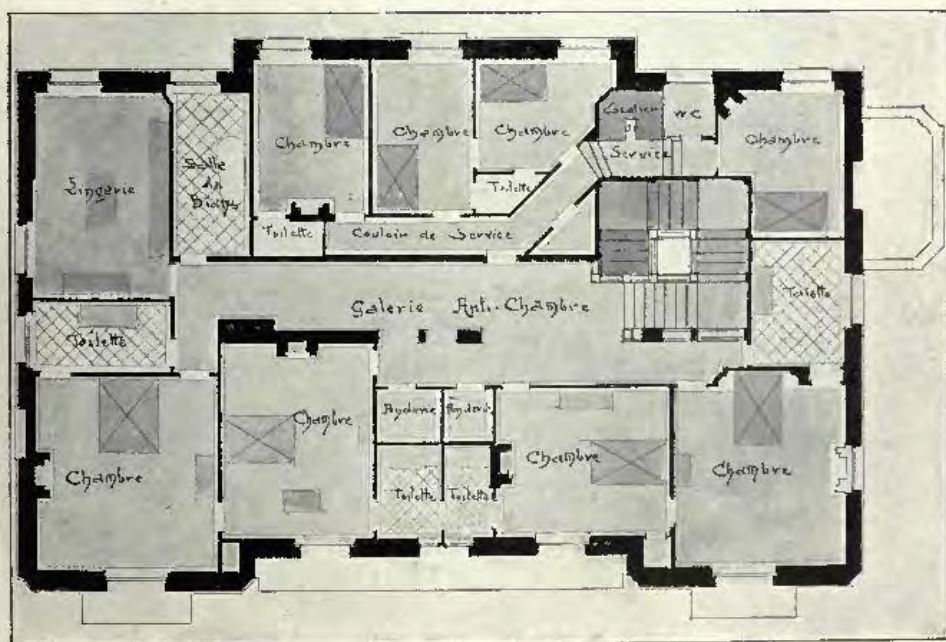 Chambre
Chambre
Chambre
Escalier
WC
Service
Chambre
Lingerie
Salle
de
Bains
Toilette
Toilette
Couloir de Service
Galerie Anti-Chambre
Toilette
Toilette
Penderie
Chambre
Chambre
Chambre
Chambre
Toilette
Toilette